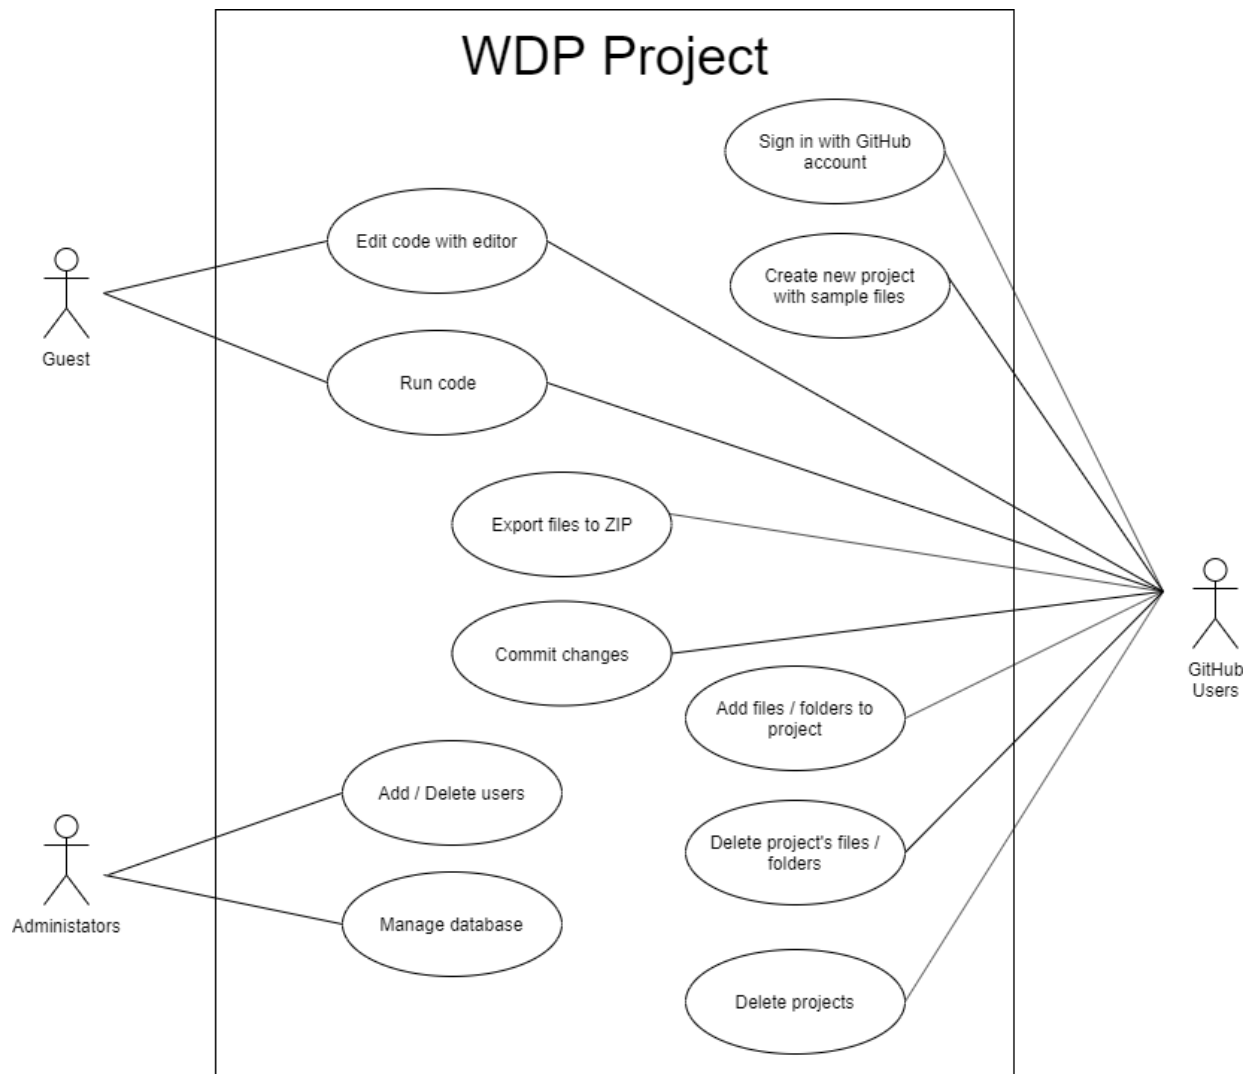 WDP Project
Sign in with GitHub
account
Edit code with editor
Create new project
with sample files
Guest
Run code
Export files to ZIP
Commit changes
GitHub
Users
Add files / folders to
project
Add / Delete users
Delete project's files /
folders
Administators
Manage database
Delete projects